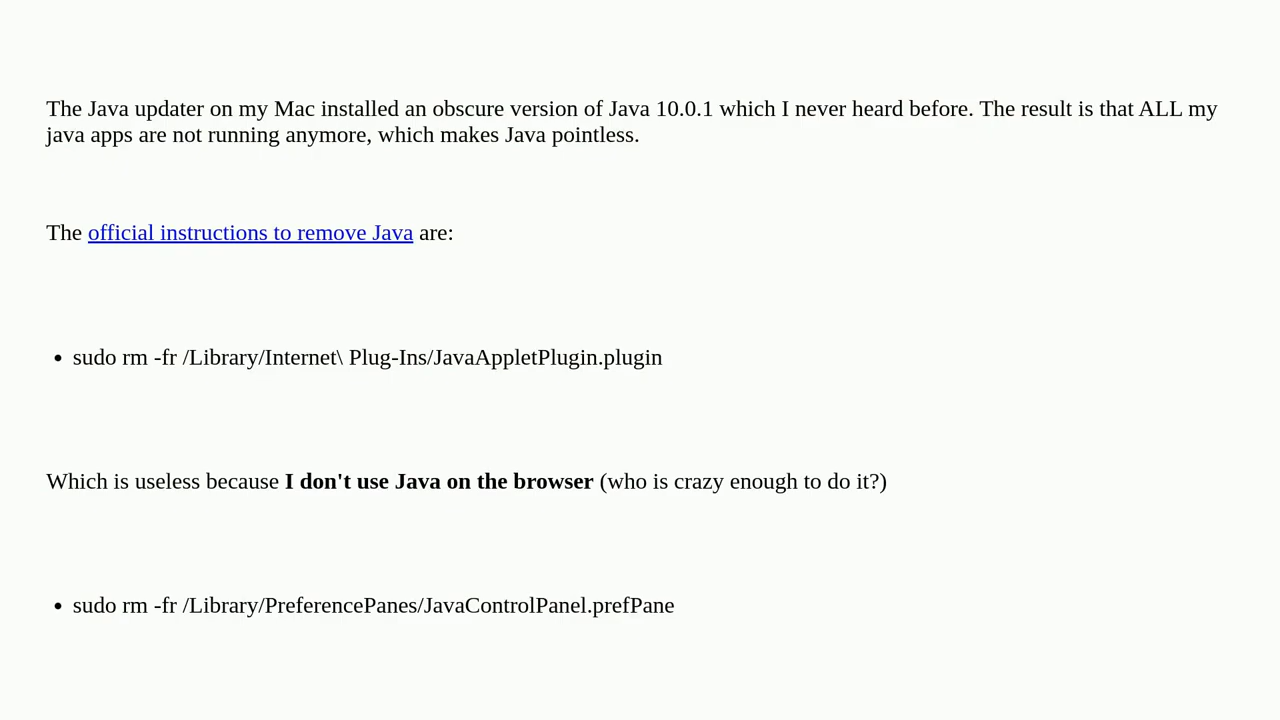 The Java updater on my Mac installed an obscure version of Java 10.0.1 which I never heard before. The result is that ALL my
java apps are not running anymore, which makes Java pointless.
The official instructions to remove Java are:
• sudo rm -fr /Library/Internet\ Plug-Ins/JavaAppletPlugin.plugin
Which is useless because I don't use Java on the browser (who is crazy enough to do it?)
• sudo rm -fr /Library/PreferencePanes/JavaControlPanel.prefPane